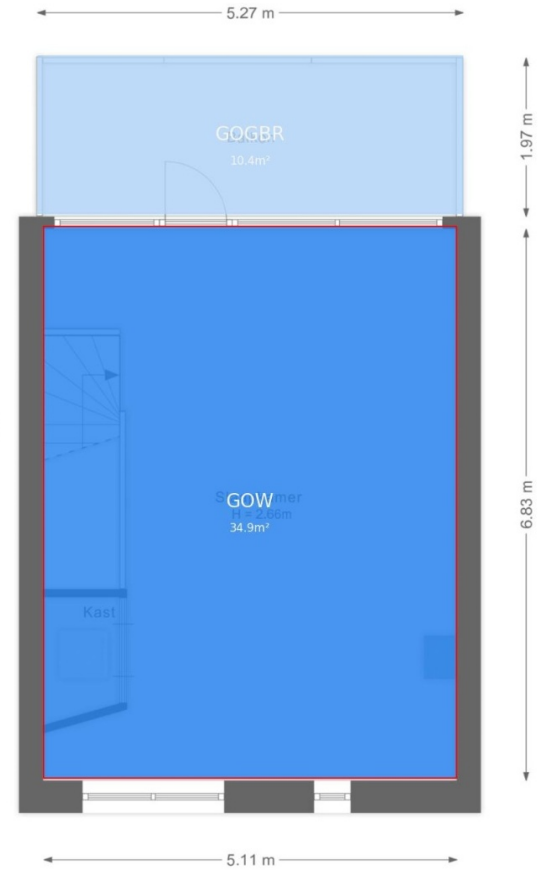 5.27 m
GOGBR
10.4m²
1.97 m
6.83 m
GOW
34.9m²
H = 2.66m
Kast
5.11 m